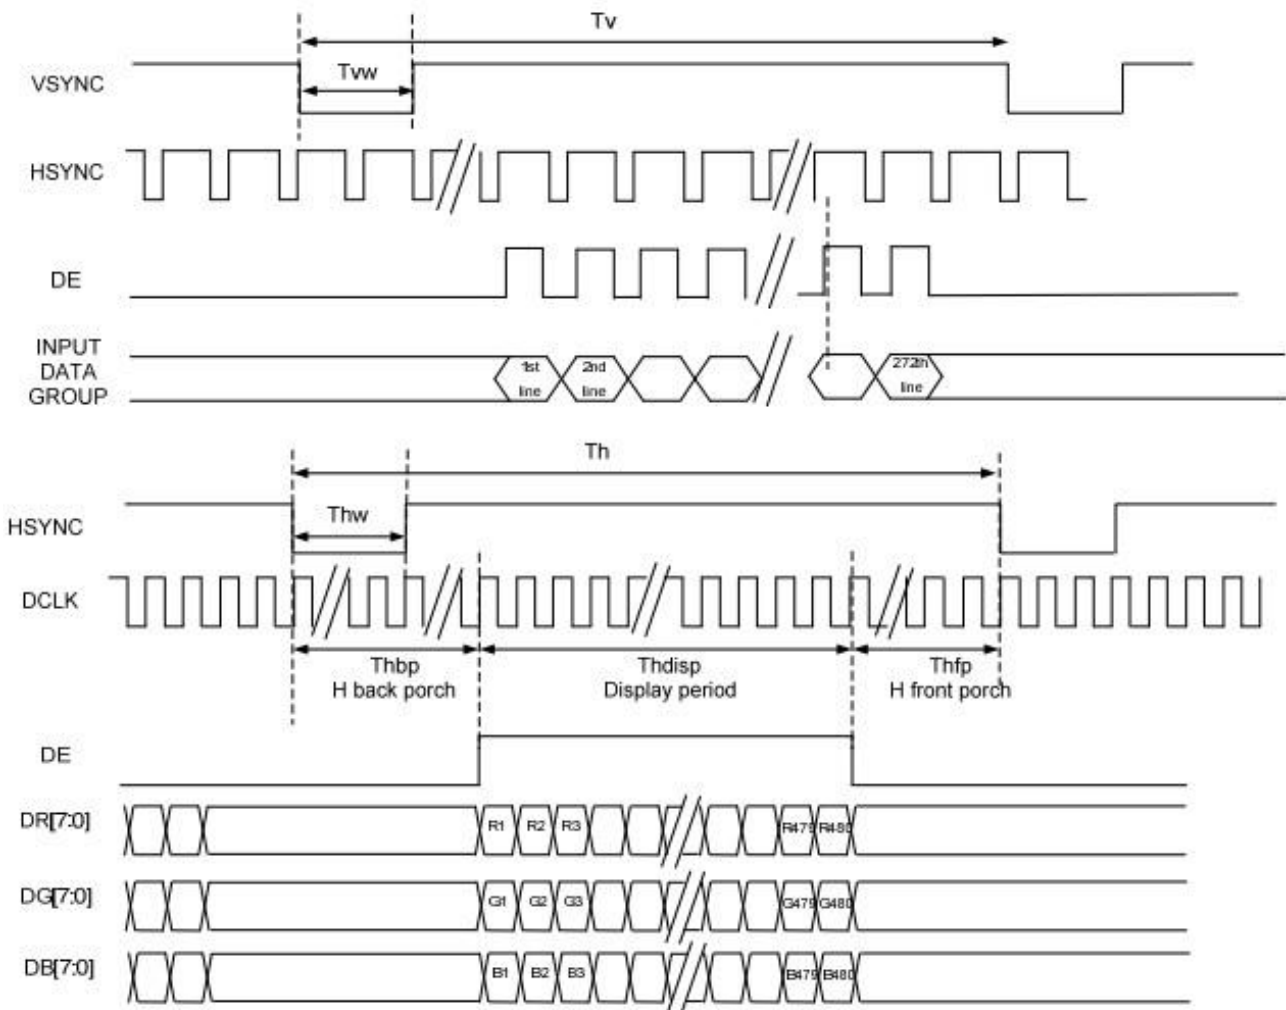 Tv
VSYNC
Tvw
HSYNC
DE
INPUT
DATA
GROUP
1st
line
2nd
line
272th
line
Th
HSYNC
Thw
DCLK
Thbp
H back porch
Thdisp
Display period
Thfp
H front porch
DE
DR[7:0]
R1 R2 R3 R479 R480
DG[7:0]
G1 G2 G3 G479 G480
DB[7:0]
B1 B2 B3 B479 B480